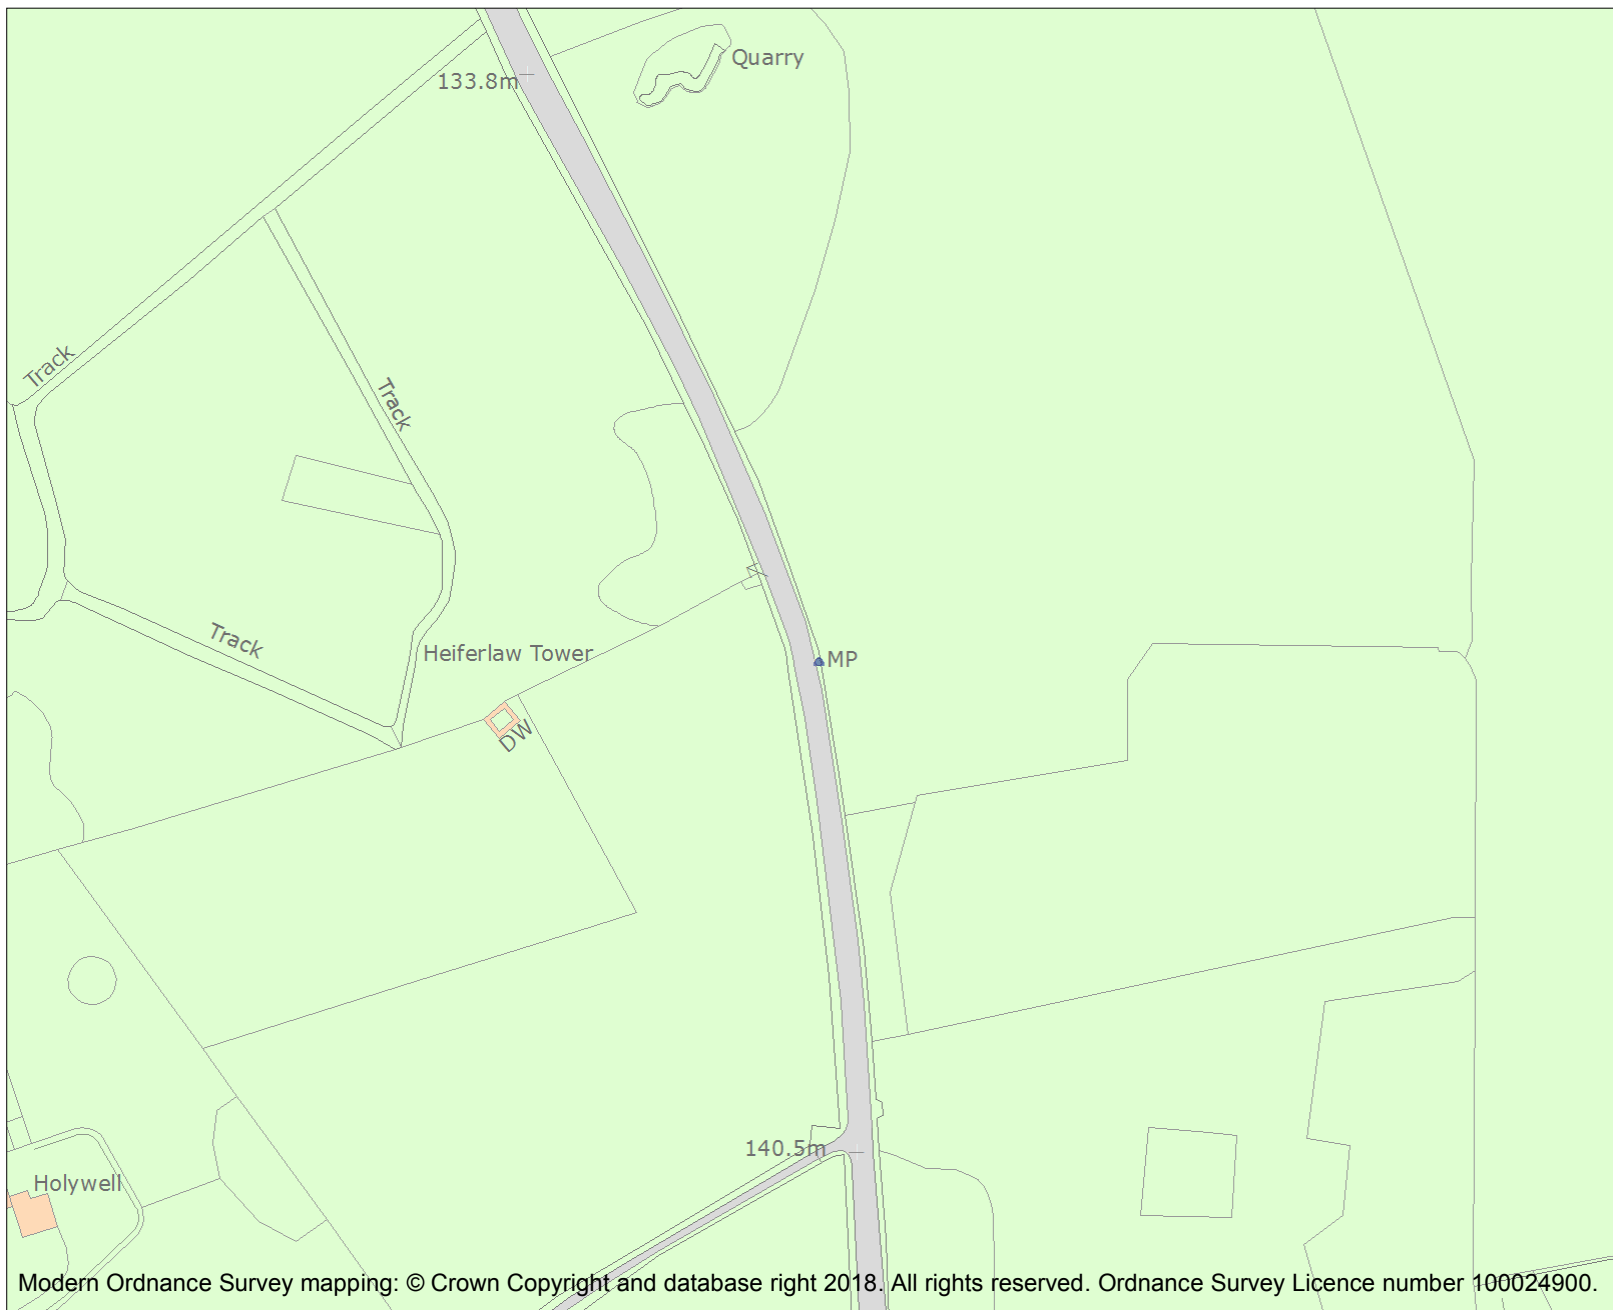 Quarry
133.8m
Track
Track
Track
Heiferlaw Tower
MP
DW
140.5m
Holywell
Modern Ordnance Survey mapping: © Crown Copyright and database right 2018. All rights reserved. Ordnance Survey Licence number 100024900.